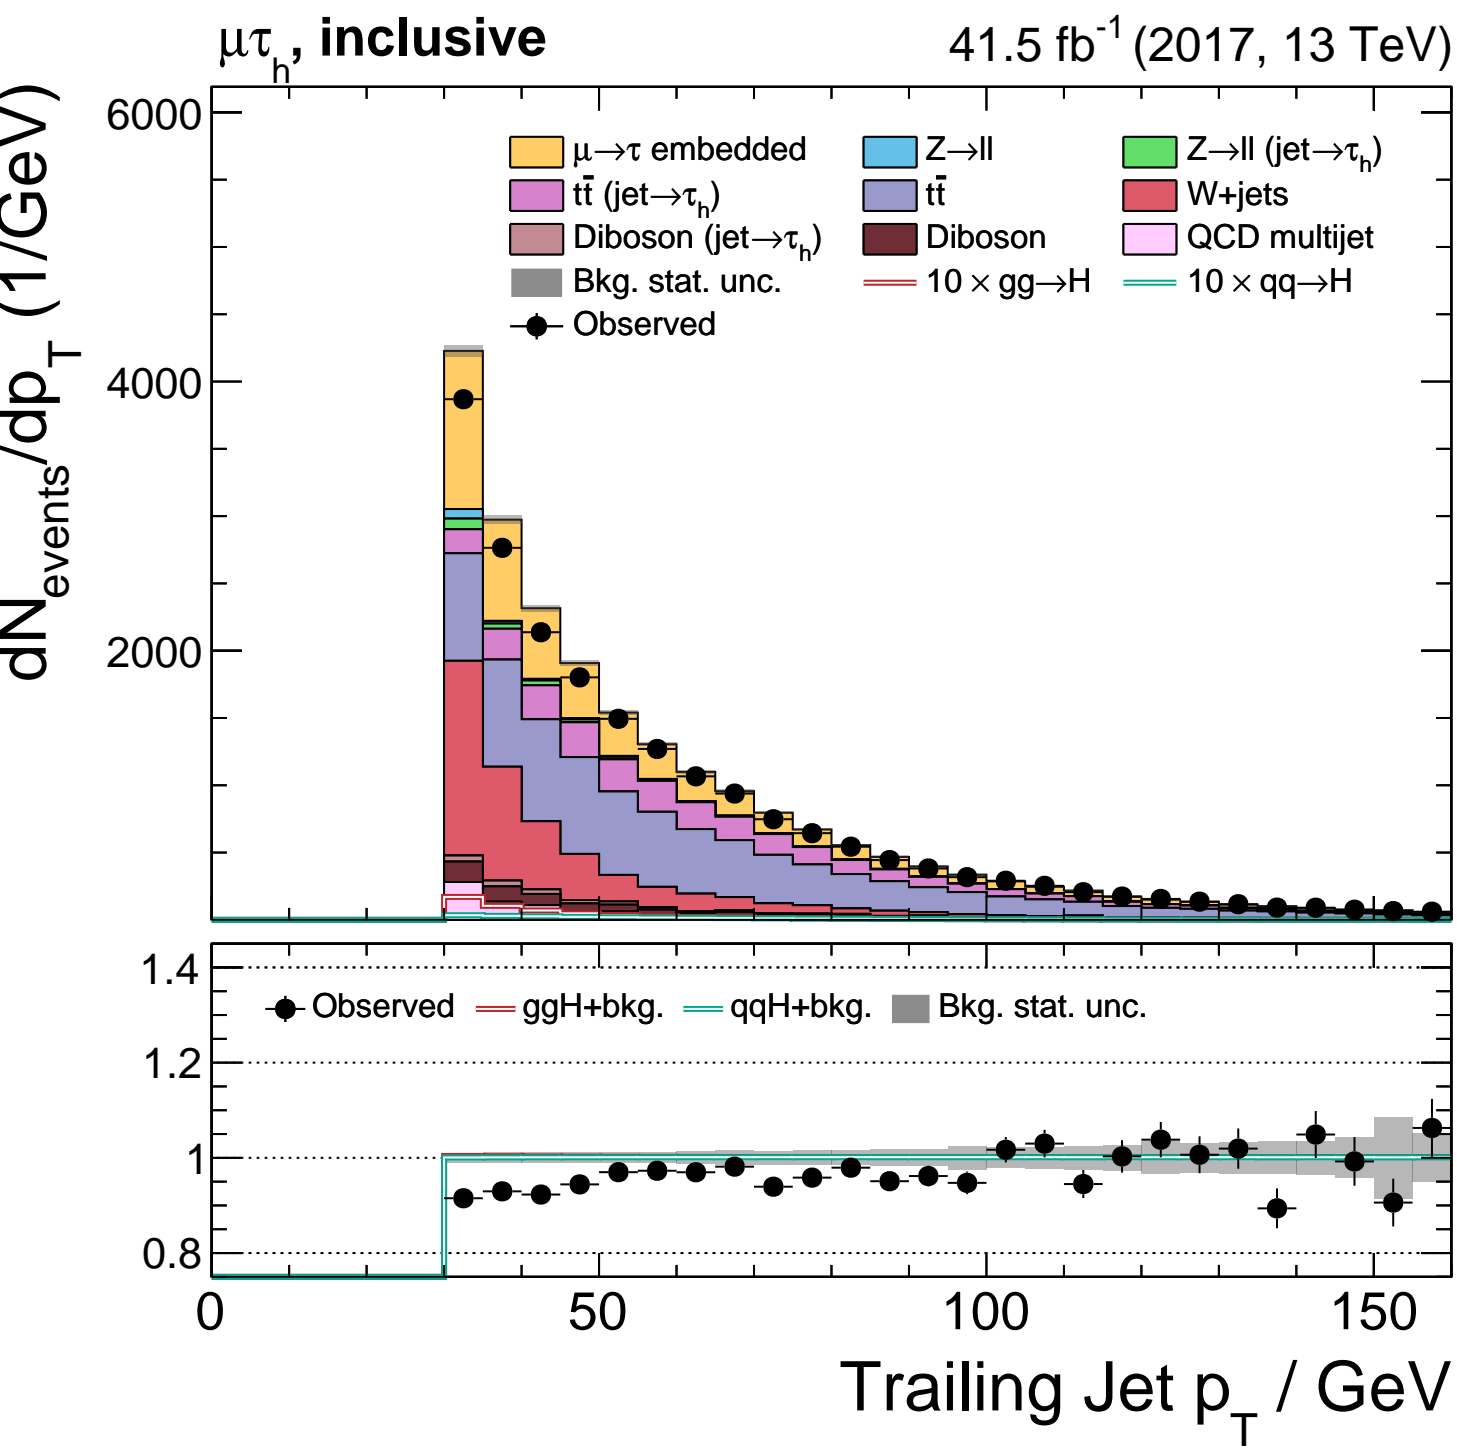 μτh, inclusive
41.5 fb-1 (2017, 13 TeV)
dNevents/dpT (1/GeV)
6000
4000
2000
μ→τ embedded
Z→ll
Z→ll (jet→τh)
tt̄ (jet→τh)
tt̄
W+jets
Diboson (jet→τh)
Diboson
QCD multijet
Bkg. stat. unc.
10 × gg→H
10 × qq→H
Observed
1.4
1.2
1
0.8
Observed
ggH+bkg.
qqH+bkg.
Bkg. stat. unc.
0
50
100
150
Trailing Jet pT / GeV